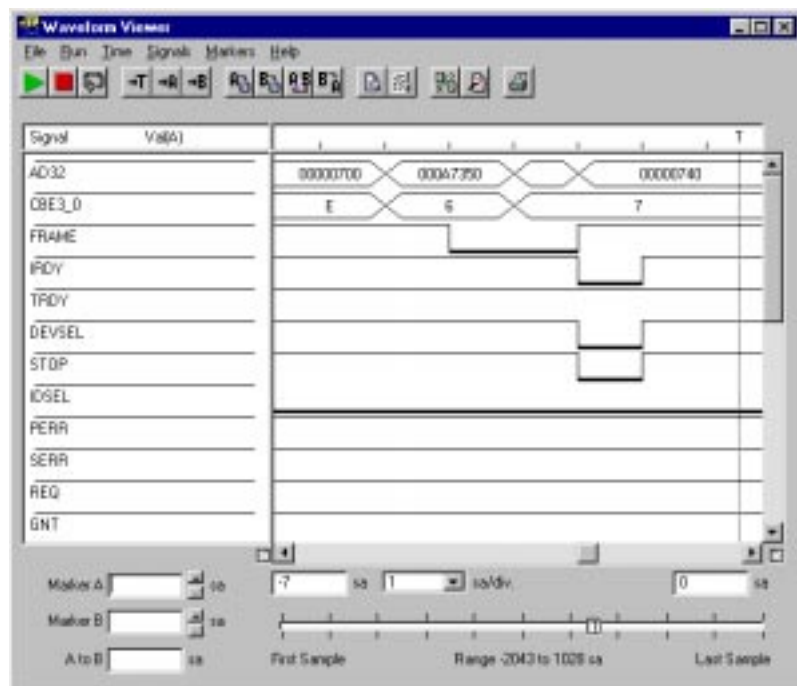 Waveform Viewer
File Run Time Signals Markers Help
Signal Val(A)
T
AD32 00000700 000A7350 00000740
CBE3_0 E 6 7
FRAME
IRDY
TRDY
DEVSEL
STOP
IDSEL
PERR
SERR
REQ
GNT
Marker A sa -7 sa 1 sa/div. 0 sa
Marker B sa
A to B sa First Sample Range -2043 to 1028 sa Last Sample